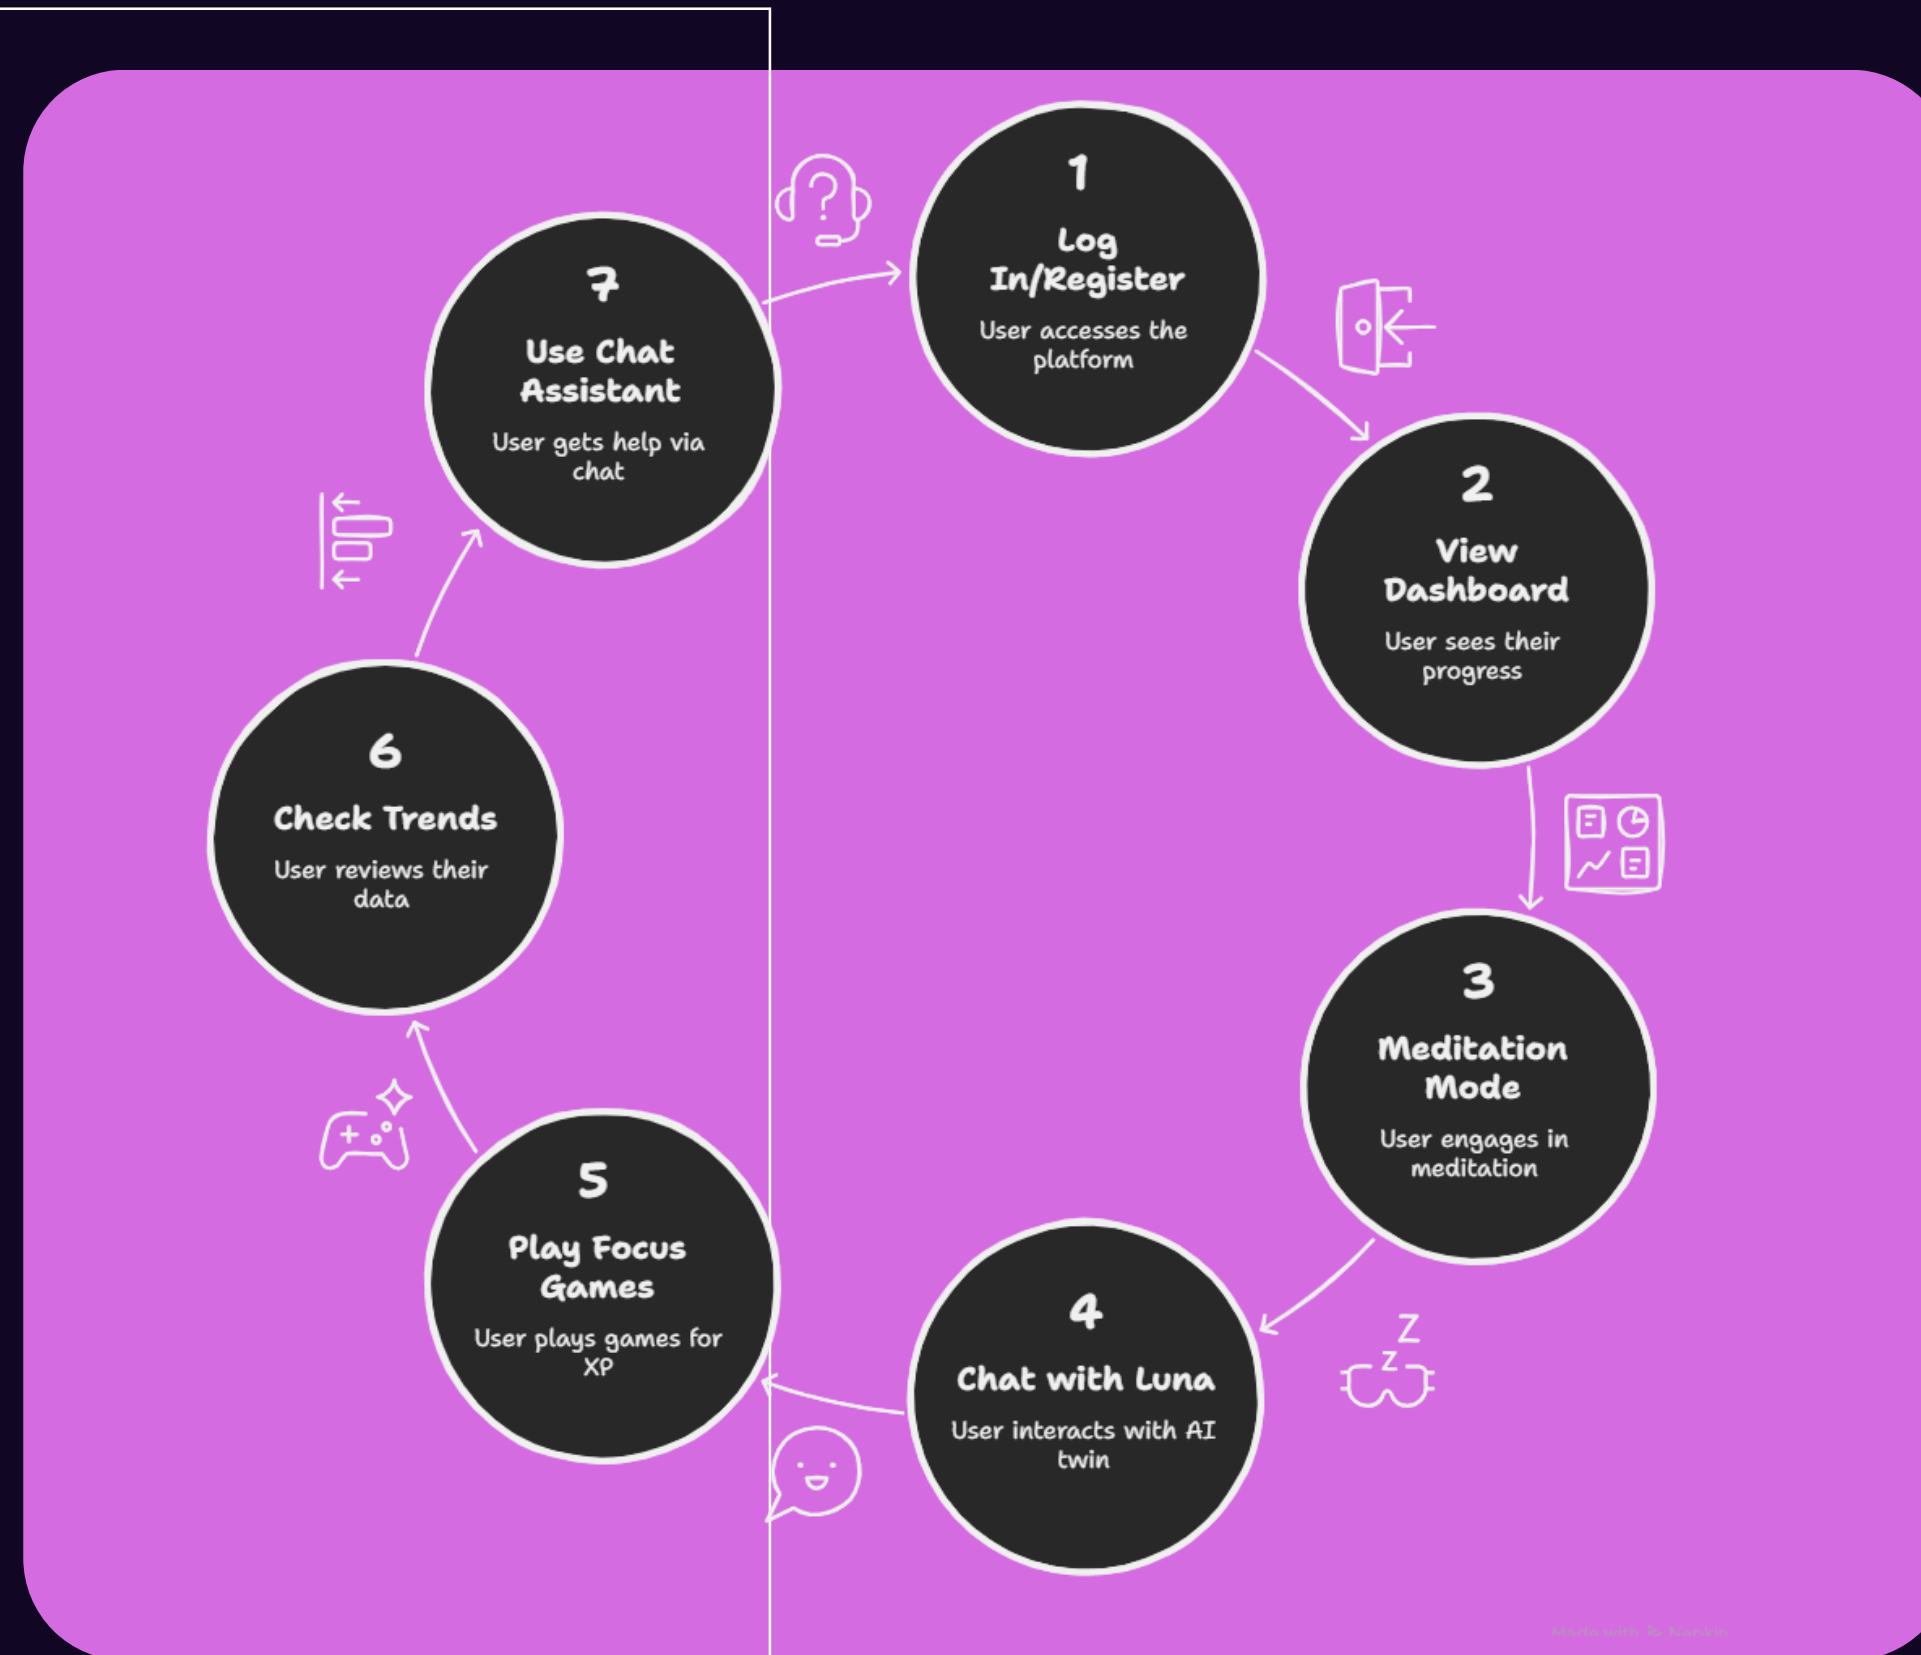 1
Log
In/Register
User accesses the
platform
2
View
Dashboard
User sees their
progress
3
Meditation
Mode
User engages in
meditation
4
Chat with Luna
User interacts with AI
twin
5
Play Focus
Games
User plays games for
XP
6
Check Trends
User reviews their
data
7
Use Chat
Assistant
User gets help via
chat
?
Z
z